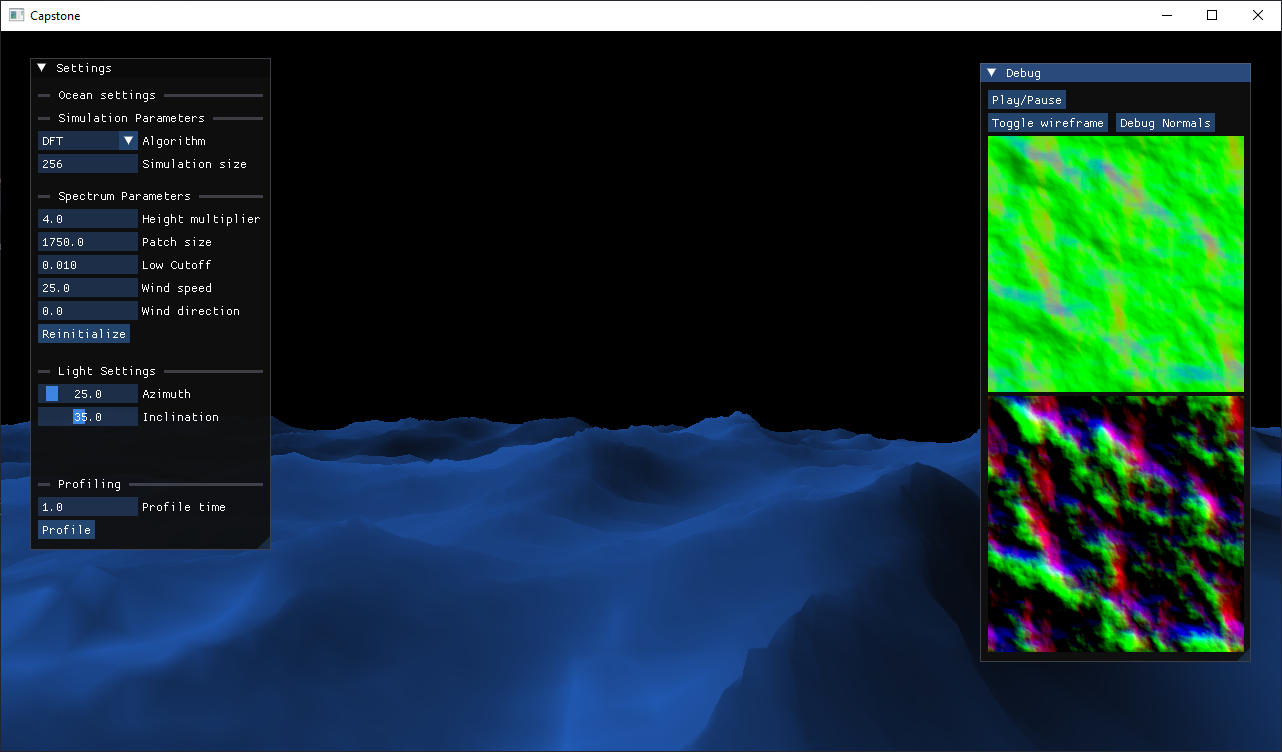 Capstone
Settings
Ocean settings
Simulation Parameters
DFT Algorithm
256 Simulation size
Spectrum Parameters
4.0 Height multiplier
1750.0 Patch size
0.010 Low Cutoff
25.0 Wind speed
0.0 Wind direction
Reinitialize
Light Settings
25.0 Azimuth
35.0 Inclination
Profiling
1.0 Profile time
Profile
Debug
Play/Pause
Toggle wireframe Debug Normals